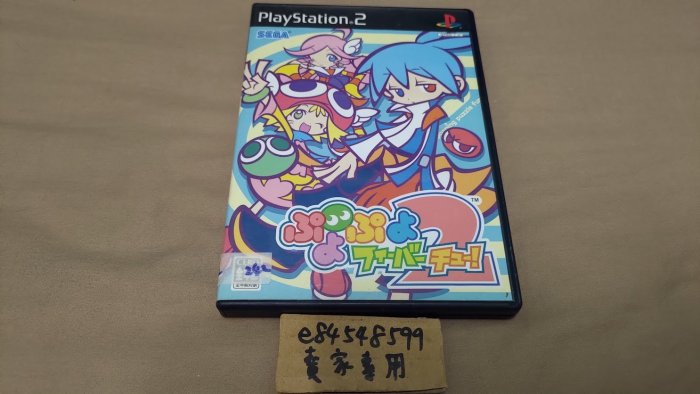 PlayStation 2
SEGA
ぷよぷよ
フィーバー
チュー!
2
TM
e84548599
賣家專用